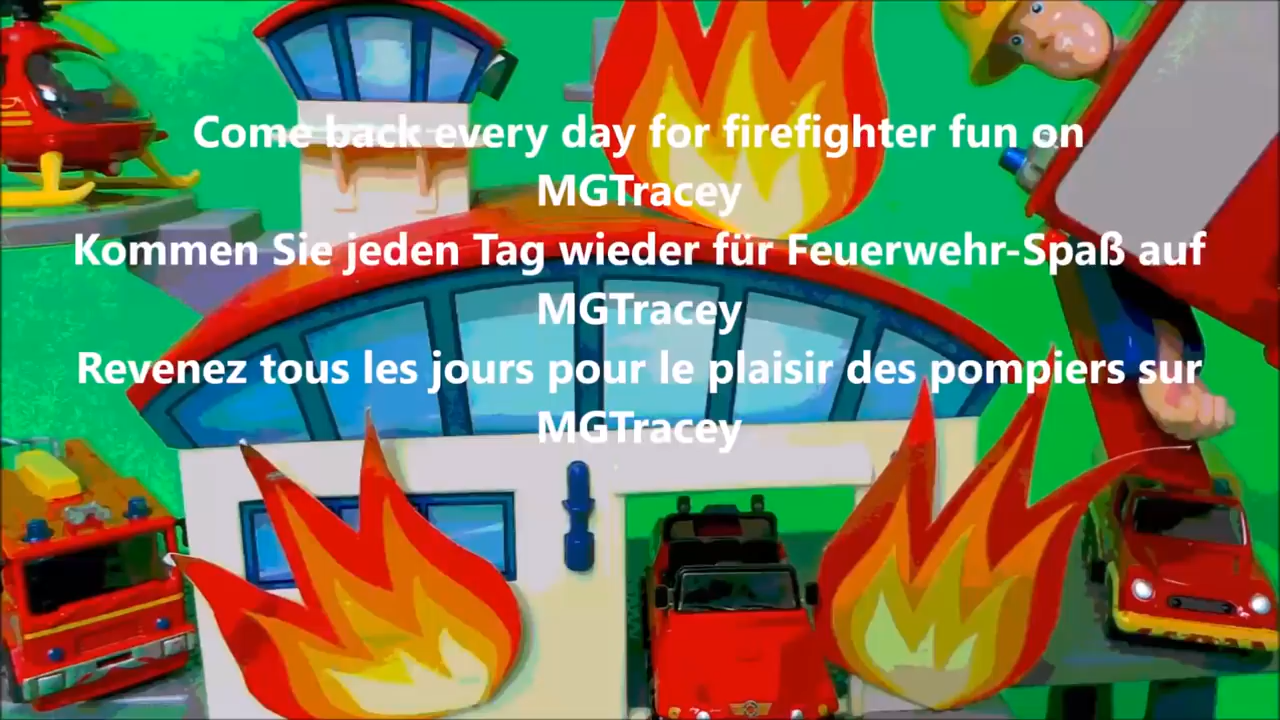 Come back every day for firefighter fun on
MGTracey
Kommen Sie jeden Tag wieder für Feuerwehr-Spaß auf
MGTracey
Revenez tous les jours pour le plaisir des pompiers sur
MGTracey